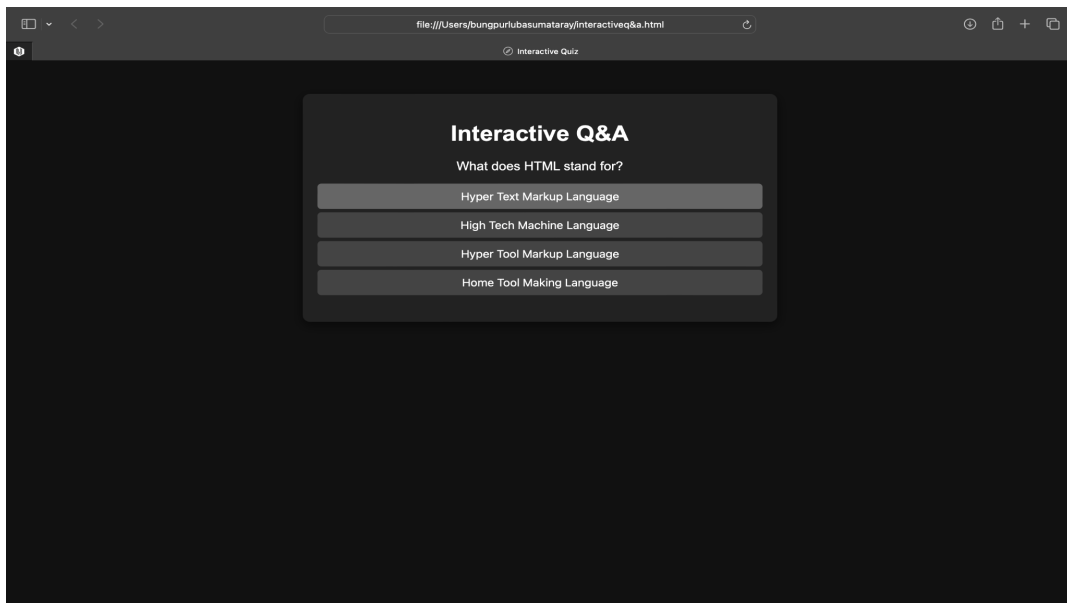 file:///Users/bungpurlubasumataray/interactiveq&a.html
Interactive Quiz
Interactive Q&A
What does HTML stand for?
Hyper Text Markup Language
High Tech Machine Language
Hyper Tool Markup Language
Home Tool Making Language